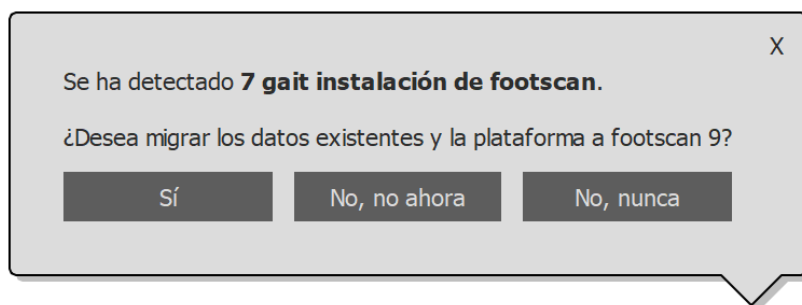 X
Se ha detectado 7 gait instalación de footscan.
¿Desea migrar los datos existentes y la plataforma a footscan 9?
Sí
No, no ahora
No, nunca